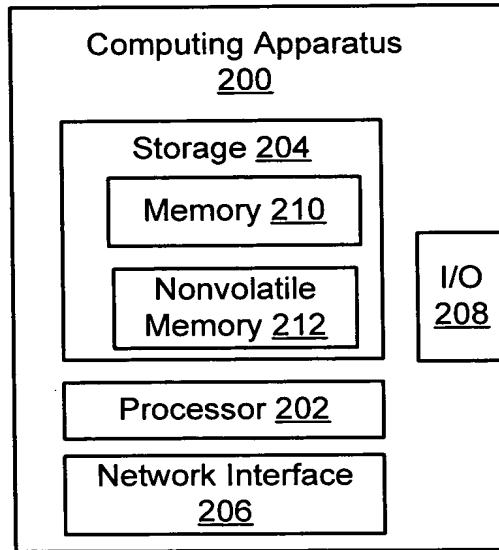 Computing Apparatus
200
Storage 204
Memory 210
Nonvolatile
Memory 212
I/O
208
Processor 202
Network Interface
206